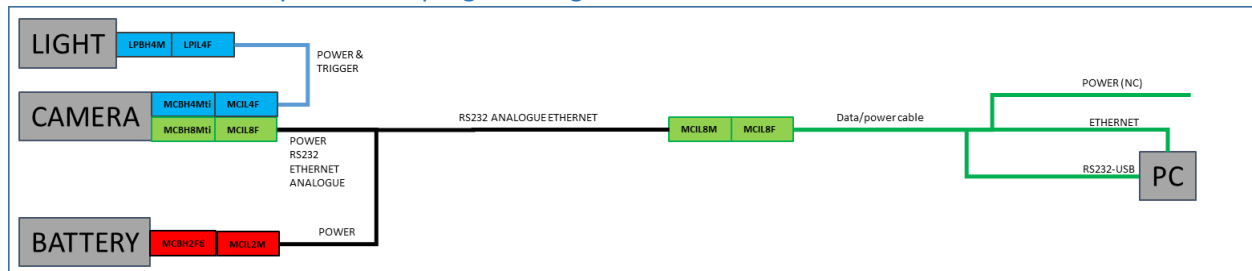 LIGHT
LPBH4M
LPIL4F
POWER &
TRIGGER
CAMERA
MCBH4Mti
MCIL4F
MCBH8Mti
MCIL8F
POWER
RS232
ETHERNET
ANALOGUE
RS232 ANALOGUE ETHERNET
MCIL8M
MCIL8F
Data/power cable
POWER (NC)
ETHERNET
RS232-USB
PC
BATTERY
MCBH2Fti
MCIL2M
POWER